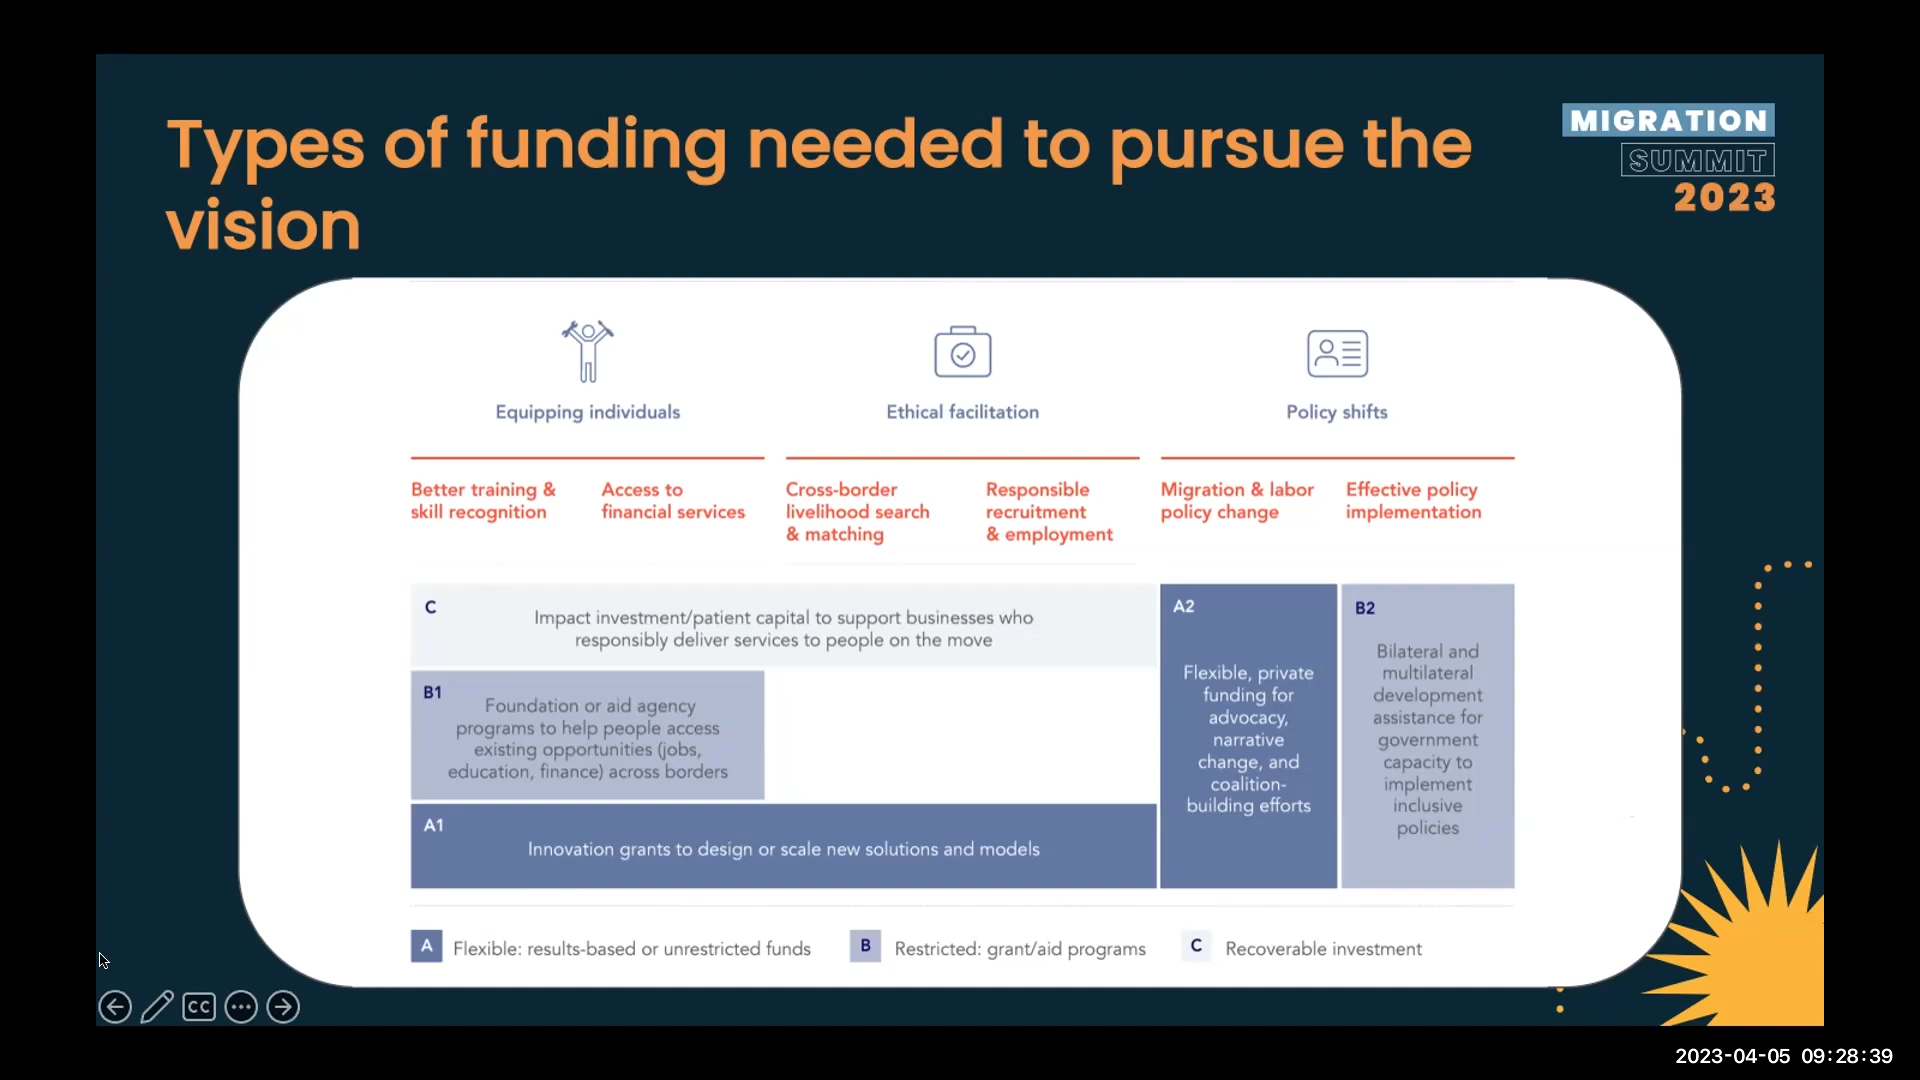 Types of funding needed to pursue the
vision
MIGRATION
SUMMIT
2023
Equipping individuals
Ethical facilitation
Policy shifts
Better training &
skill recognition
Access to
financial services
Cross-border
livelihood search
& matching
Responsible
recruitment
& employment
Migration & labor
policy change
Effective policy
implementation
C
Impact investment/patient capital to support businesses who
responsibly deliver services to people on the move
B1
Foundation or aid agency
programs to help people access
existing opportunities (jobs,
education, finance) across borders
A1
Innovation grants to design or scale new solutions and models
A2
Flexible, private
funding for
advocacy,
narrative
change, and
coalition-
building efforts
B2
Bilateral and
multilateral
development
assistance for
government
capacity to
implement
inclusive
policies
A Flexible: results-based or unrestricted funds
B Restricted: grant/aid programs
C Recoverable investment
CC
2023-04-05 09:28:39